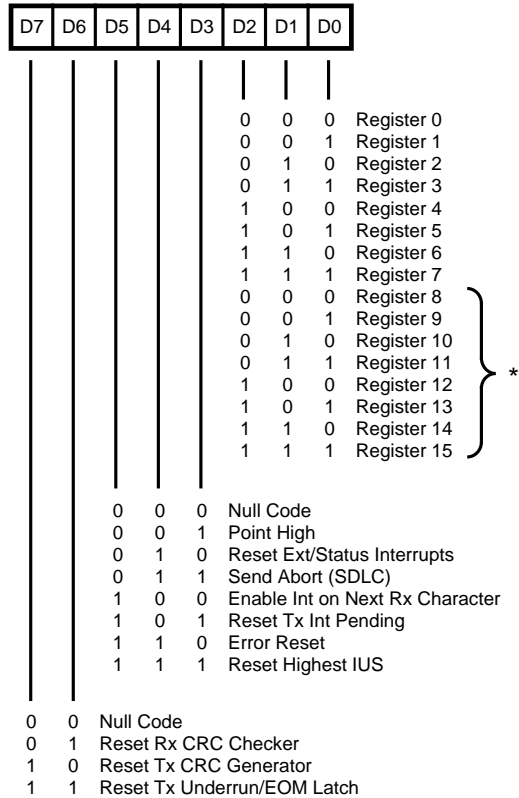 D7 D6 D5 D4 D3 D2 D1 D0
0 0 0 Register 0
0 0 1 Register 1
0 1 0 Register 2
0 1 1 Register 3
1 0 0 Register 4
1 0 1 Register 5
1 1 0 Register 6
1 1 1 Register 7
0 0 0 Register 8
0 0 1 Register 9
0 1 0 Register 10
0 1 1 Register 11
1 0 0 Register 12
1 0 1 Register 13
1 1 0 Register 14
1 1 1 Register 15
*
0 0 0 Null Code
0 0 1 Point High
0 1 0 Reset Ext/Status Interrupts
0 1 1 Send Abort (SDLC)
1 0 0 Enable Int on Next Rx Character
1 0 1 Reset Tx Int Pending
1 1 0 Error Reset
1 1 1 Reset Highest IUS
0 0 Null Code
0 1 Reset Rx CRC Checker
1 0 Reset Tx CRC Generator
1 1 Reset Tx Underrun/EOM Latch